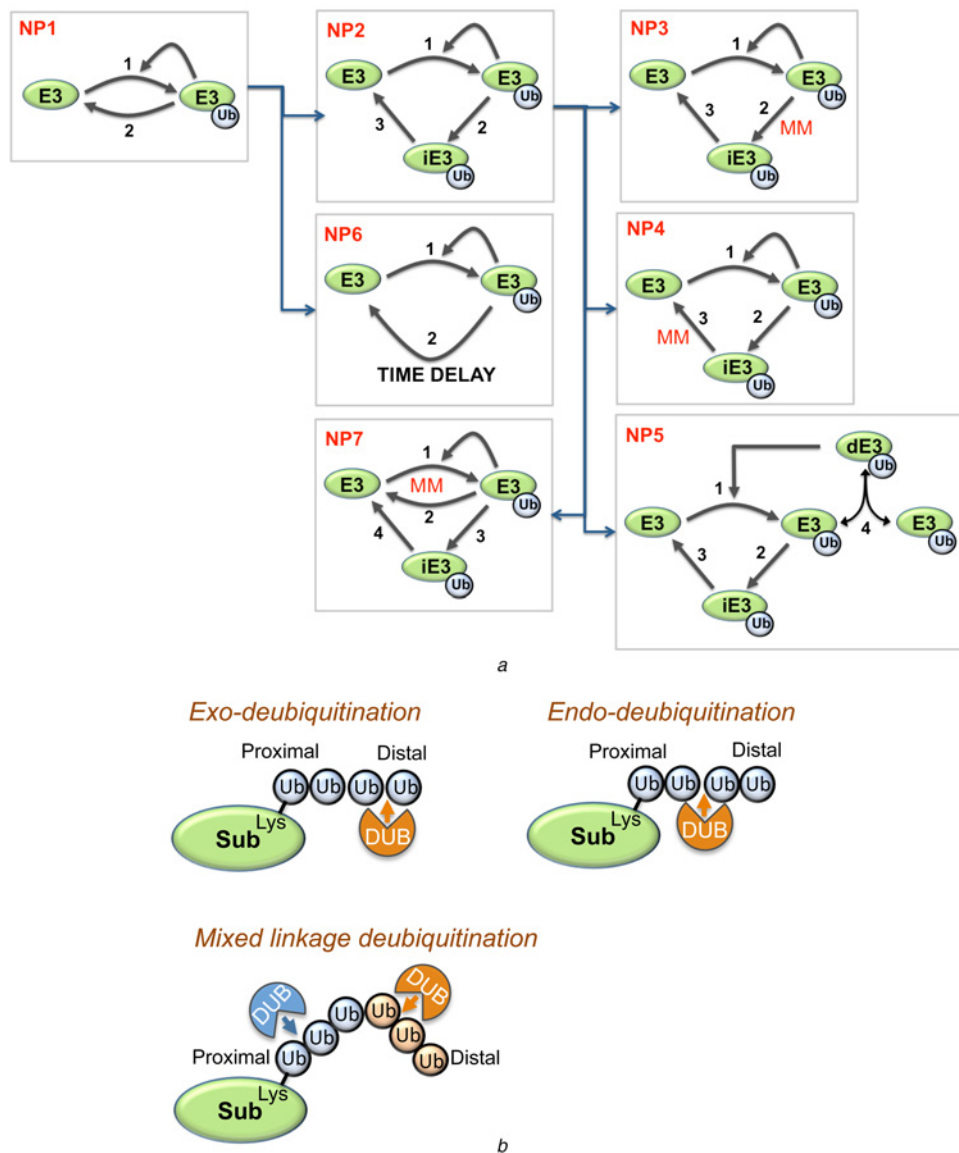 NP1
E3
1
E3
Ub
2
NP2
E3
1
E3
Ub
3
2
iE3
Ub
NP3
E3
1
E3
Ub
3
2
MM
iE3
Ub
NP6
E3
1
E3
Ub
2
TIME DELAY
NP4
E3
1
E3
Ub
3
2
MM
iE3
Ub
NP7
E3
1
MM
E3
Ub
2
4
3
iE3
Ub
NP5
dE3
Ub
1
E3
E3
Ub
4
E3
Ub
3
2
iE3
Ub
a
Exo-deubiquitination
Proximal Distal
Ub Ub Ub Ub
Lys
Sub
DUB
Endo-deubiquitination
Proximal Distal
Ub Ub Ub Ub
Lys
Sub
DUB
Mixed linkage deubiquitination
DUB
DUB
Ub Ub Ub Ub Ub Ub
Proximal Distal
Lys
Sub
b